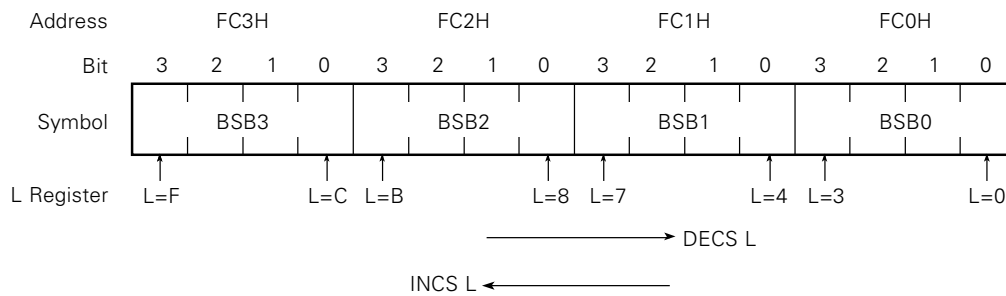 Address FC3H FC2H FC1H FC0H
Bit 3 2 1 0 3 2 1 0 3 2 1 0 3 2 1 0
Symbol BSB3 BSB2 BSB1 BSB0
L Register L=F L=C L=B L=8 L=7 L=4 L=3 L=0
DECS L
INCS L